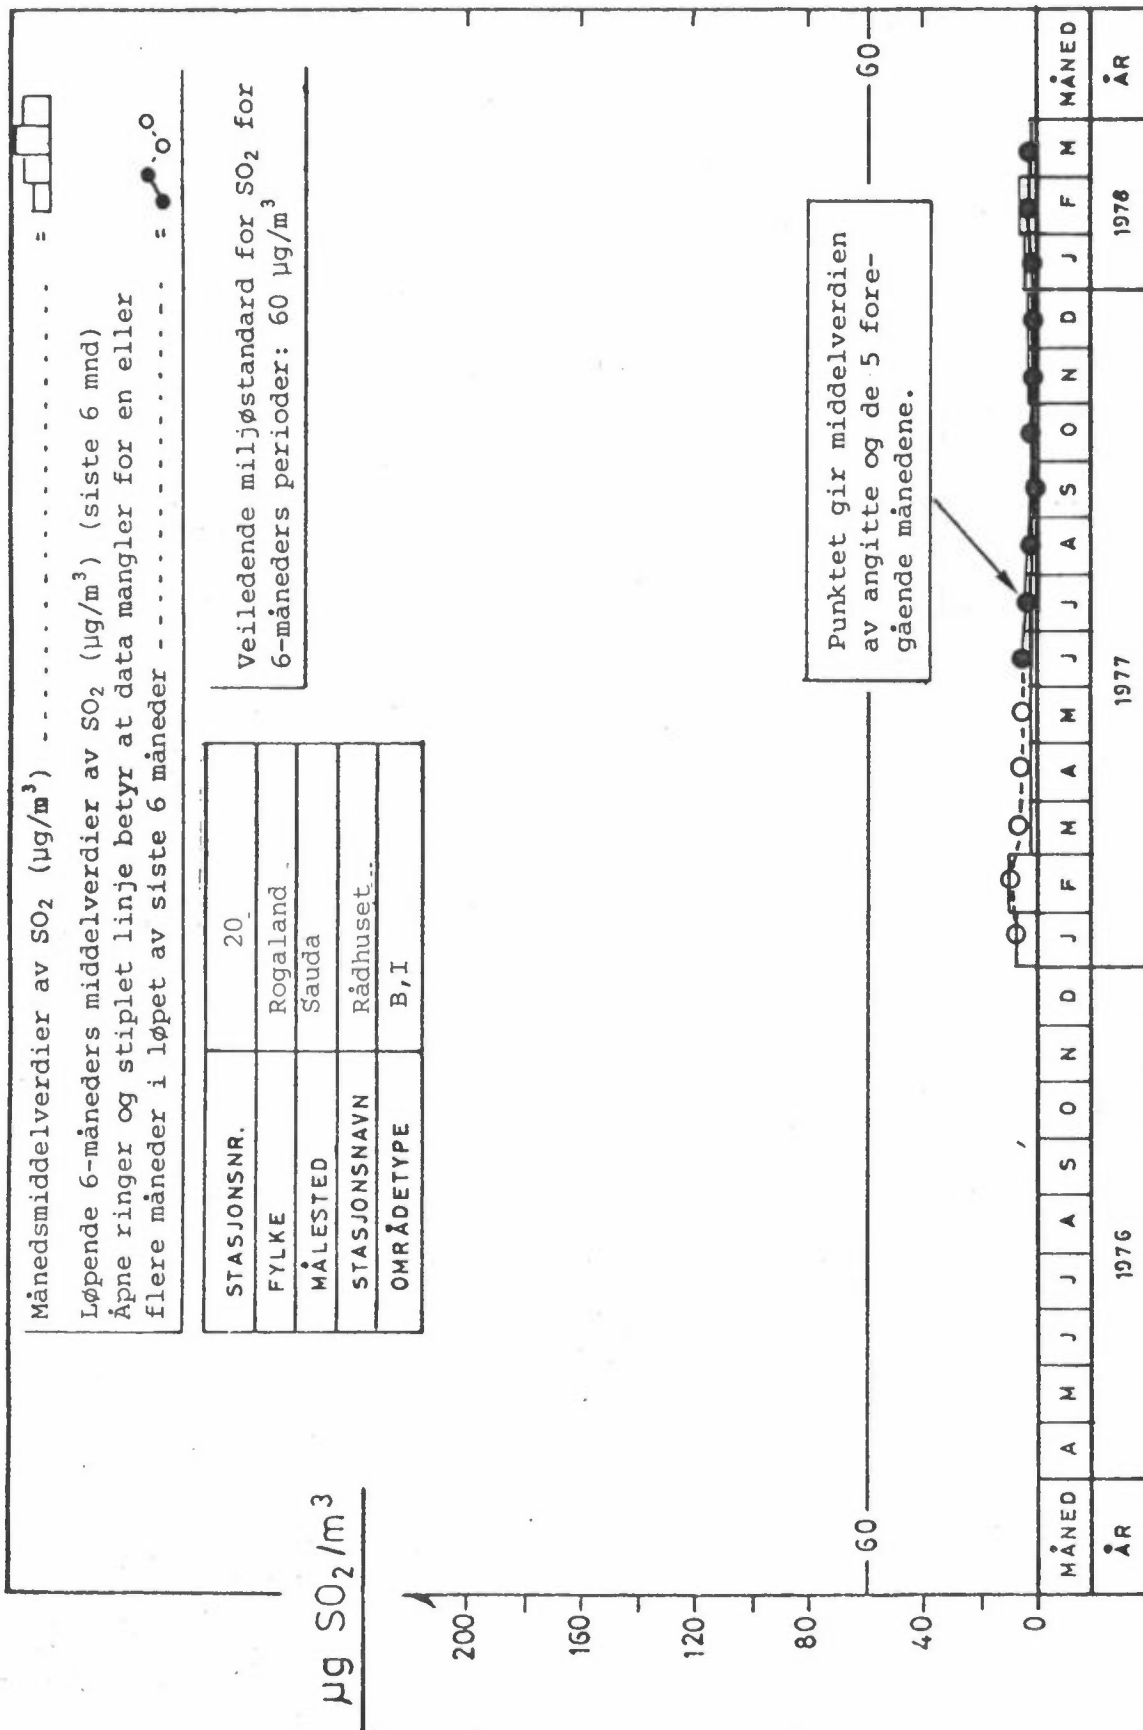 Månedsmiddelverdier av SO₂ (µg/m³) - - - - - - - - - - - - - - - - - - =
Løpende 6-måneders middelverdier av SO₂ (µg/m³) (siste 6 mnd)
Åpne ringer og stiplet linje betyr at data mangler for en eller
flere måneder i løpet av siste 6 måneder - - - - - - - - - - - - - =
STASJONSNR. 20
FYLKE Rogaland
MÅLESTED Sauda
STASJONSNAVN Rådhuset
OMRÅDETYPE B,I
Veiledende miljøstandard for SO₂ for
6-måneders perioder: 60 µg/m³
µg SO₂/m³
200
160
120
80
60 60
40
0
Punktet gir middelverdien
av angitte og de 5 fore-
gående månedene.
MÅNED A M J J A S O N D J F M A M J J A S O N D J F M MÅNED
ÅR 1976 1977 1978 ÅR